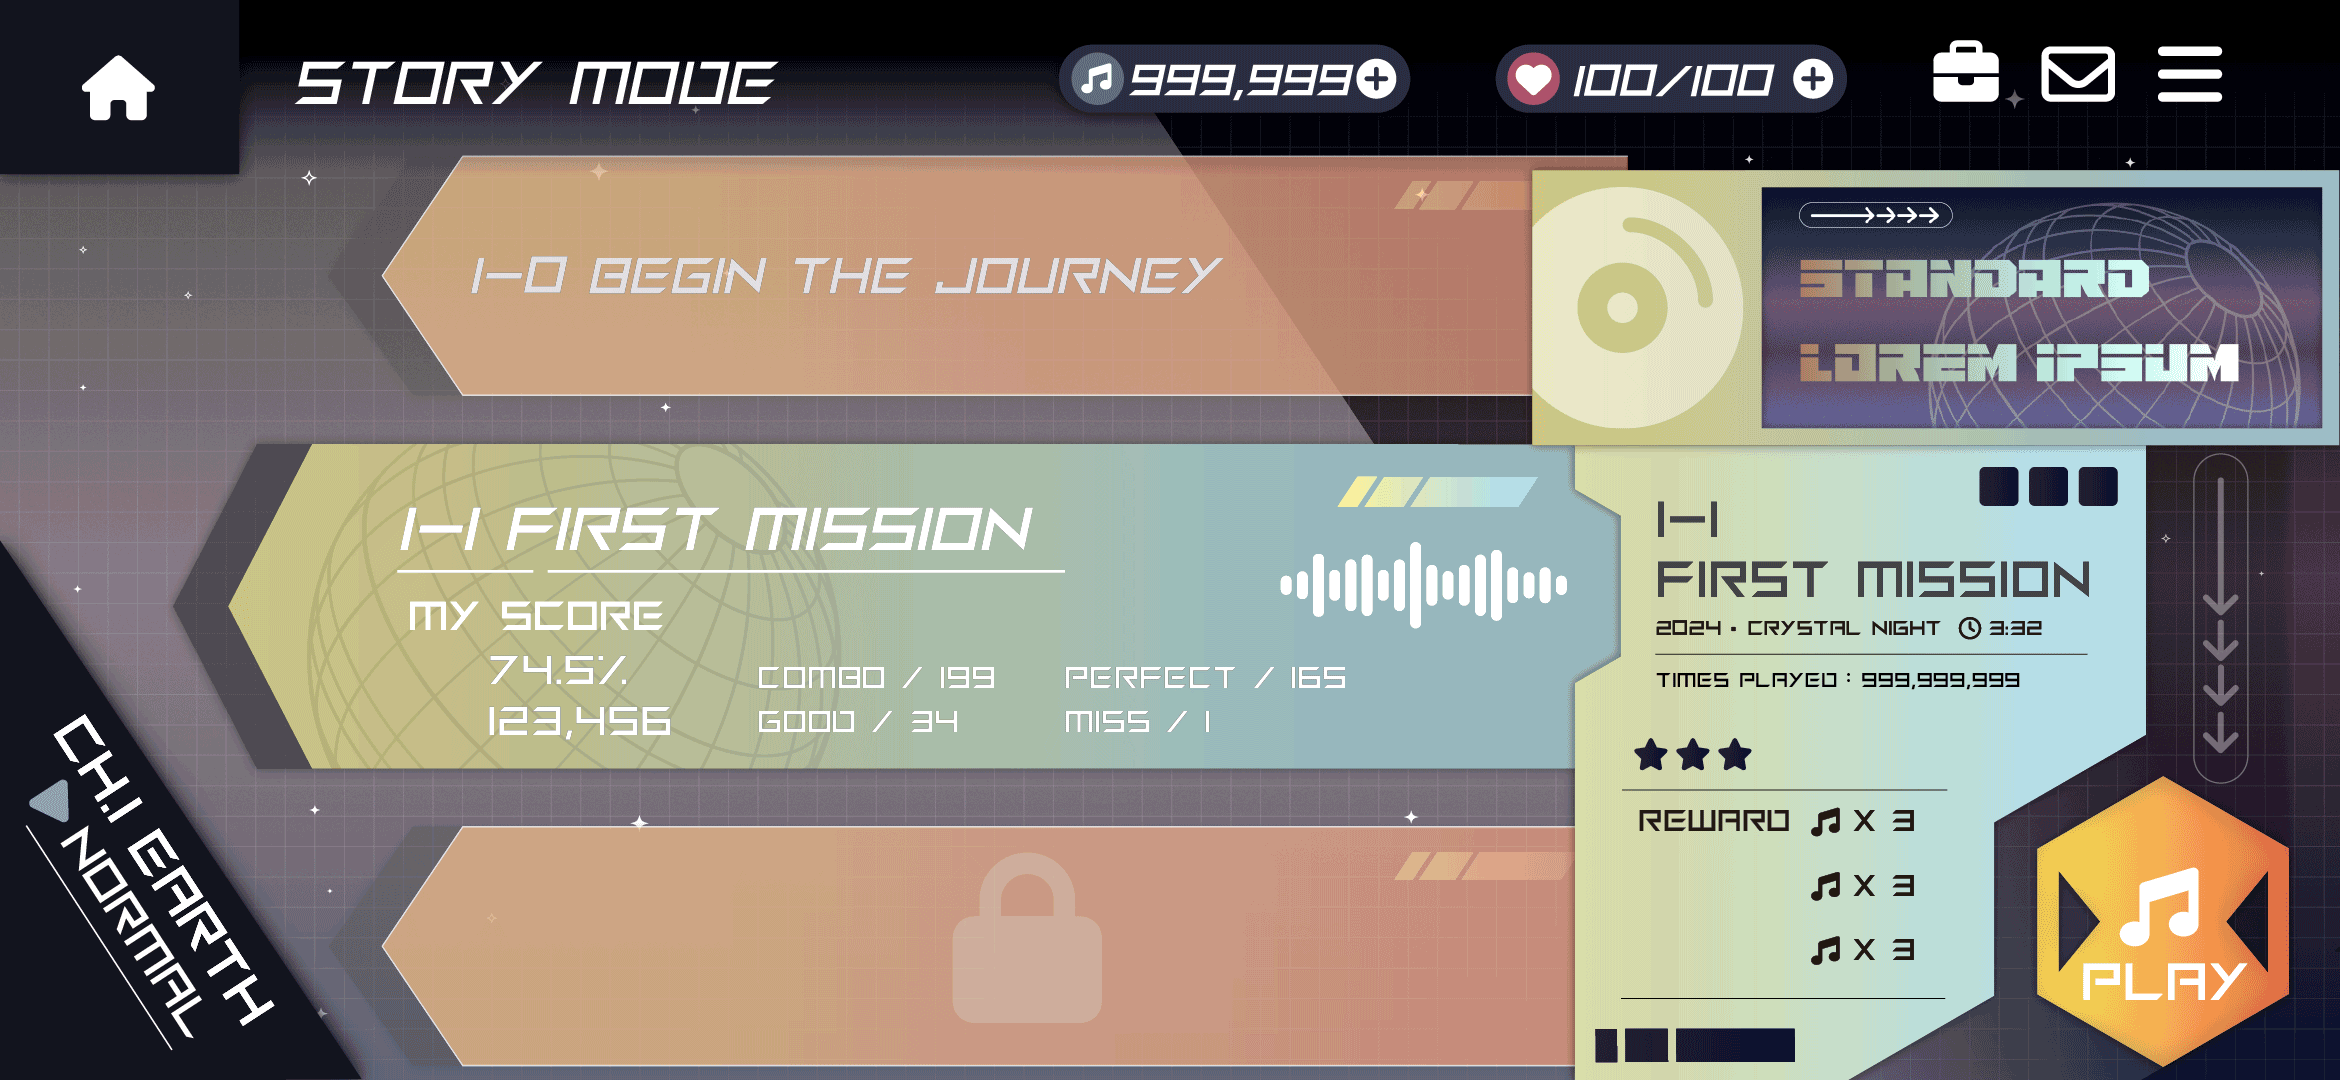 STORY MODE
999,999
100/100
1-0 BEGIN THE JOURNEY
STANDARD
LOREM IPSUM
1-1 FIRST MISSION
MY SCORE
74.5%
123,456
COMBO / 199
PERFECT / 165
GOOD / 34
MISS / 1
1-1
FIRST MISSION
2024 · CRYSTAL NIGHT 3:32
TIMES PLAYED : 999,999,999
REWARD X 3
X 3
X 3
CH.1 EARTH
NORMAL
PLAY